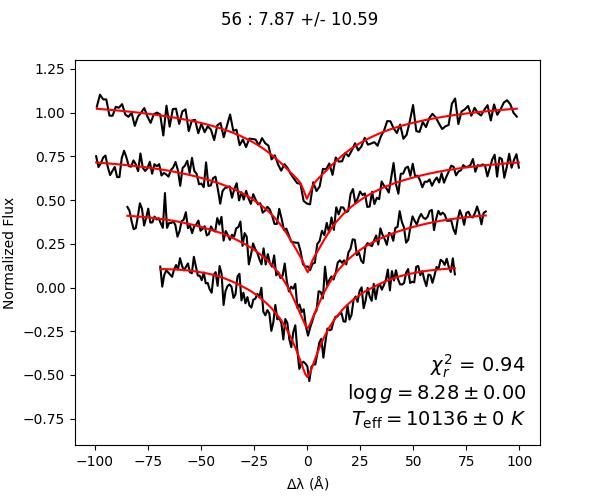 56 : 7.87 +/- 10.59
1.25
1.00
0.75
0.50
0.25
0.00
−0.25
−0.50
−0.75
Normalized Flux
χ²ᵣ = 0.94
log g = 8.28 ± 0.00
T_eff = 10136 ± 0 K
−100 −75 −50 −25 0 25 50 75 100
Δλ (Å)